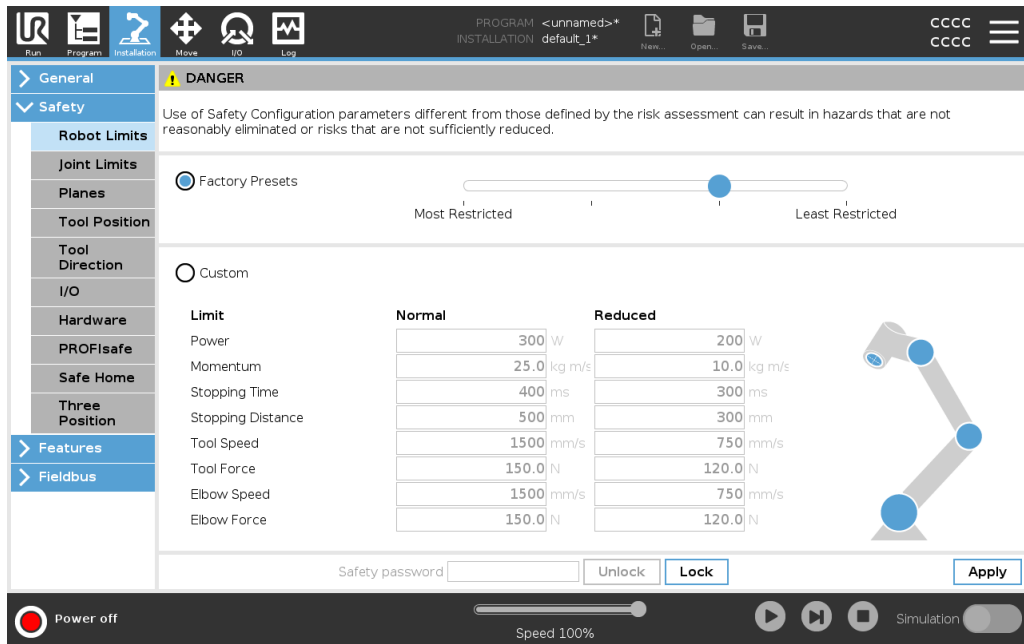 UR
Run
Program
Installation
Move
I/O
Log
PROGRAM <unnamed>*
INSTALLATION default_1*
New...
Open...
Save...
CCCC
CCCC
General
Safety
Robot Limits
Joint Limits
Planes
Tool Position
Tool
Direction
I/O
Hardware
PROFIsafe
Safe Home
Three
Position
Features
Fieldbus
DANGER
Use of Safety Configuration parameters different from those defined by the risk assessment can result in hazards that are not
reasonably eliminated or risks that are not sufficiently reduced.
Factory Presets
Most Restricted Least Restricted
Custom
Limit Normal Reduced
Power 300 W 200 W
Momentum 25.0 kg m/s 10.0 kg m/s
Stopping Time 400 ms 300 ms
Stopping Distance 500 mm 300 mm
Tool Speed 1500 mm/s 750 mm/s
Tool Force 150.0 N 120.0 N
Elbow Speed 1500 mm/s 750 mm/s
Elbow Force 150.0 N 120.0 N
Safety password Unlock Lock Apply
Power off
Speed 100%
Simulation